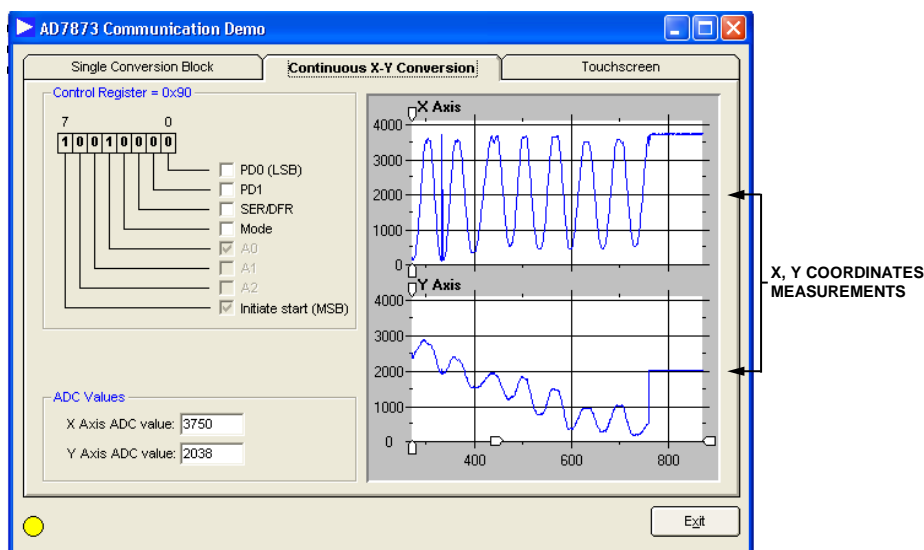 AD7873 Communication Demo
Single Conversion Block
Continuous X-Y Conversion
Touchscreen
Control Register = 0x90
7 0
1 0 0 1 0 0 0 0
PD0 (LSB)
PD1
SER/DFR
Mode
A0
A1
A2
Initiate start (MSB)
ADC Values
X Axis ADC value: 3750
Y Axis ADC value: 2038
X Axis
4000
3000
2000
1000
0
Y Axis
4000
3000
2000
1000
0
400 600 800
X, Y COORDINATES
MEASUREMENTS
Exit